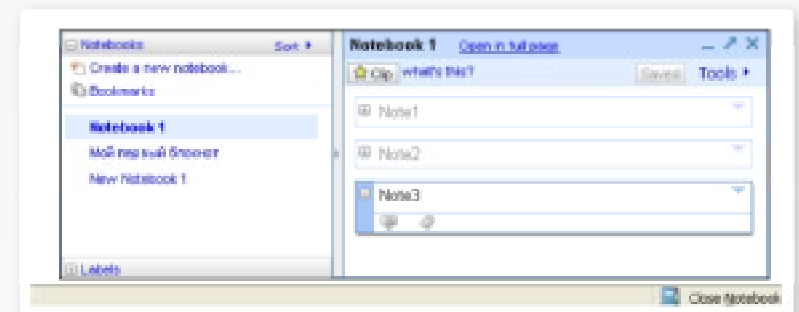 Notebooks Sort
Create a new notebook...
Bookmarks
Notebook 1
Мой первый блокнот
New Notebook 1
Labels
Notebook 1 Open in full page
Clip what's this? Saved Tools
Note1
Note2
Note3
Close Notebook